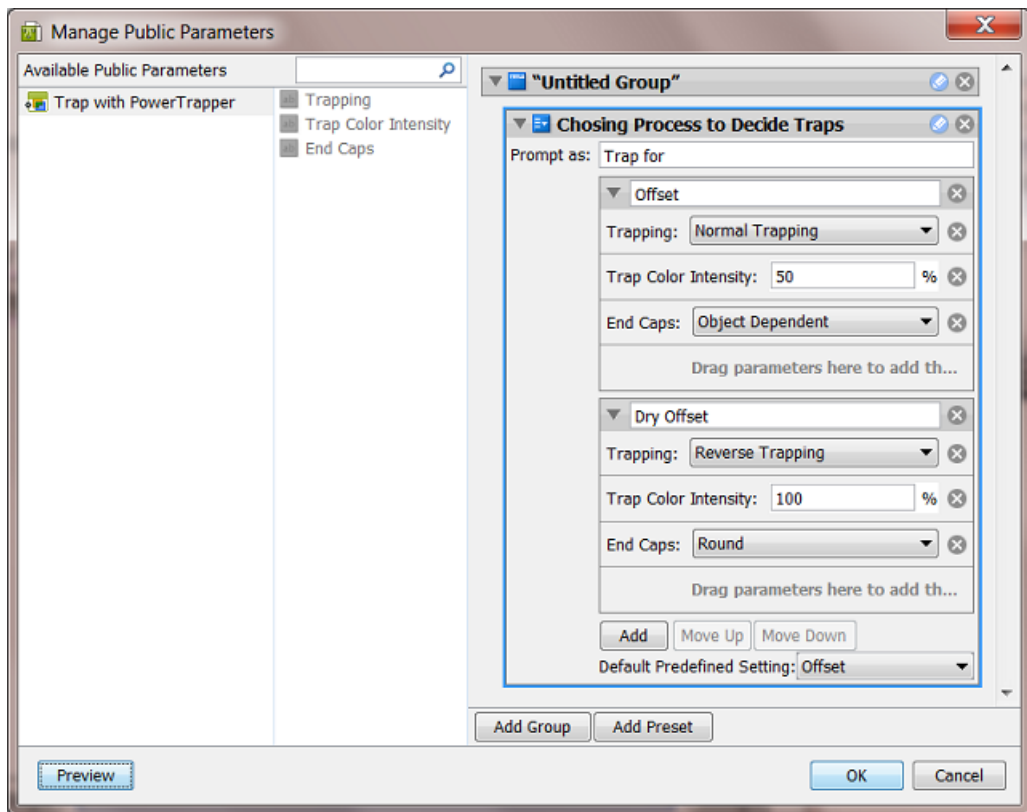 Manage Public Parameters
Available Public Parameters
Trap with PowerTrapper
Trapping
Trap Color Intensity
End Caps
"Untitled Group"
Chosing Process to Decide Traps
Prompt as: Trap for
Offset
Trapping: Normal Trapping
Trap Color Intensity: 50 %
End Caps: Object Dependent
Drag parameters here to add th...
Dry Offset
Trapping: Reverse Trapping
Trap Color Intensity: 100 %
End Caps: Round
Drag parameters here to add th...
Add Move Up Move Down
Default Predefined Setting: Offset
Add Group Add Preset
Preview OK Cancel